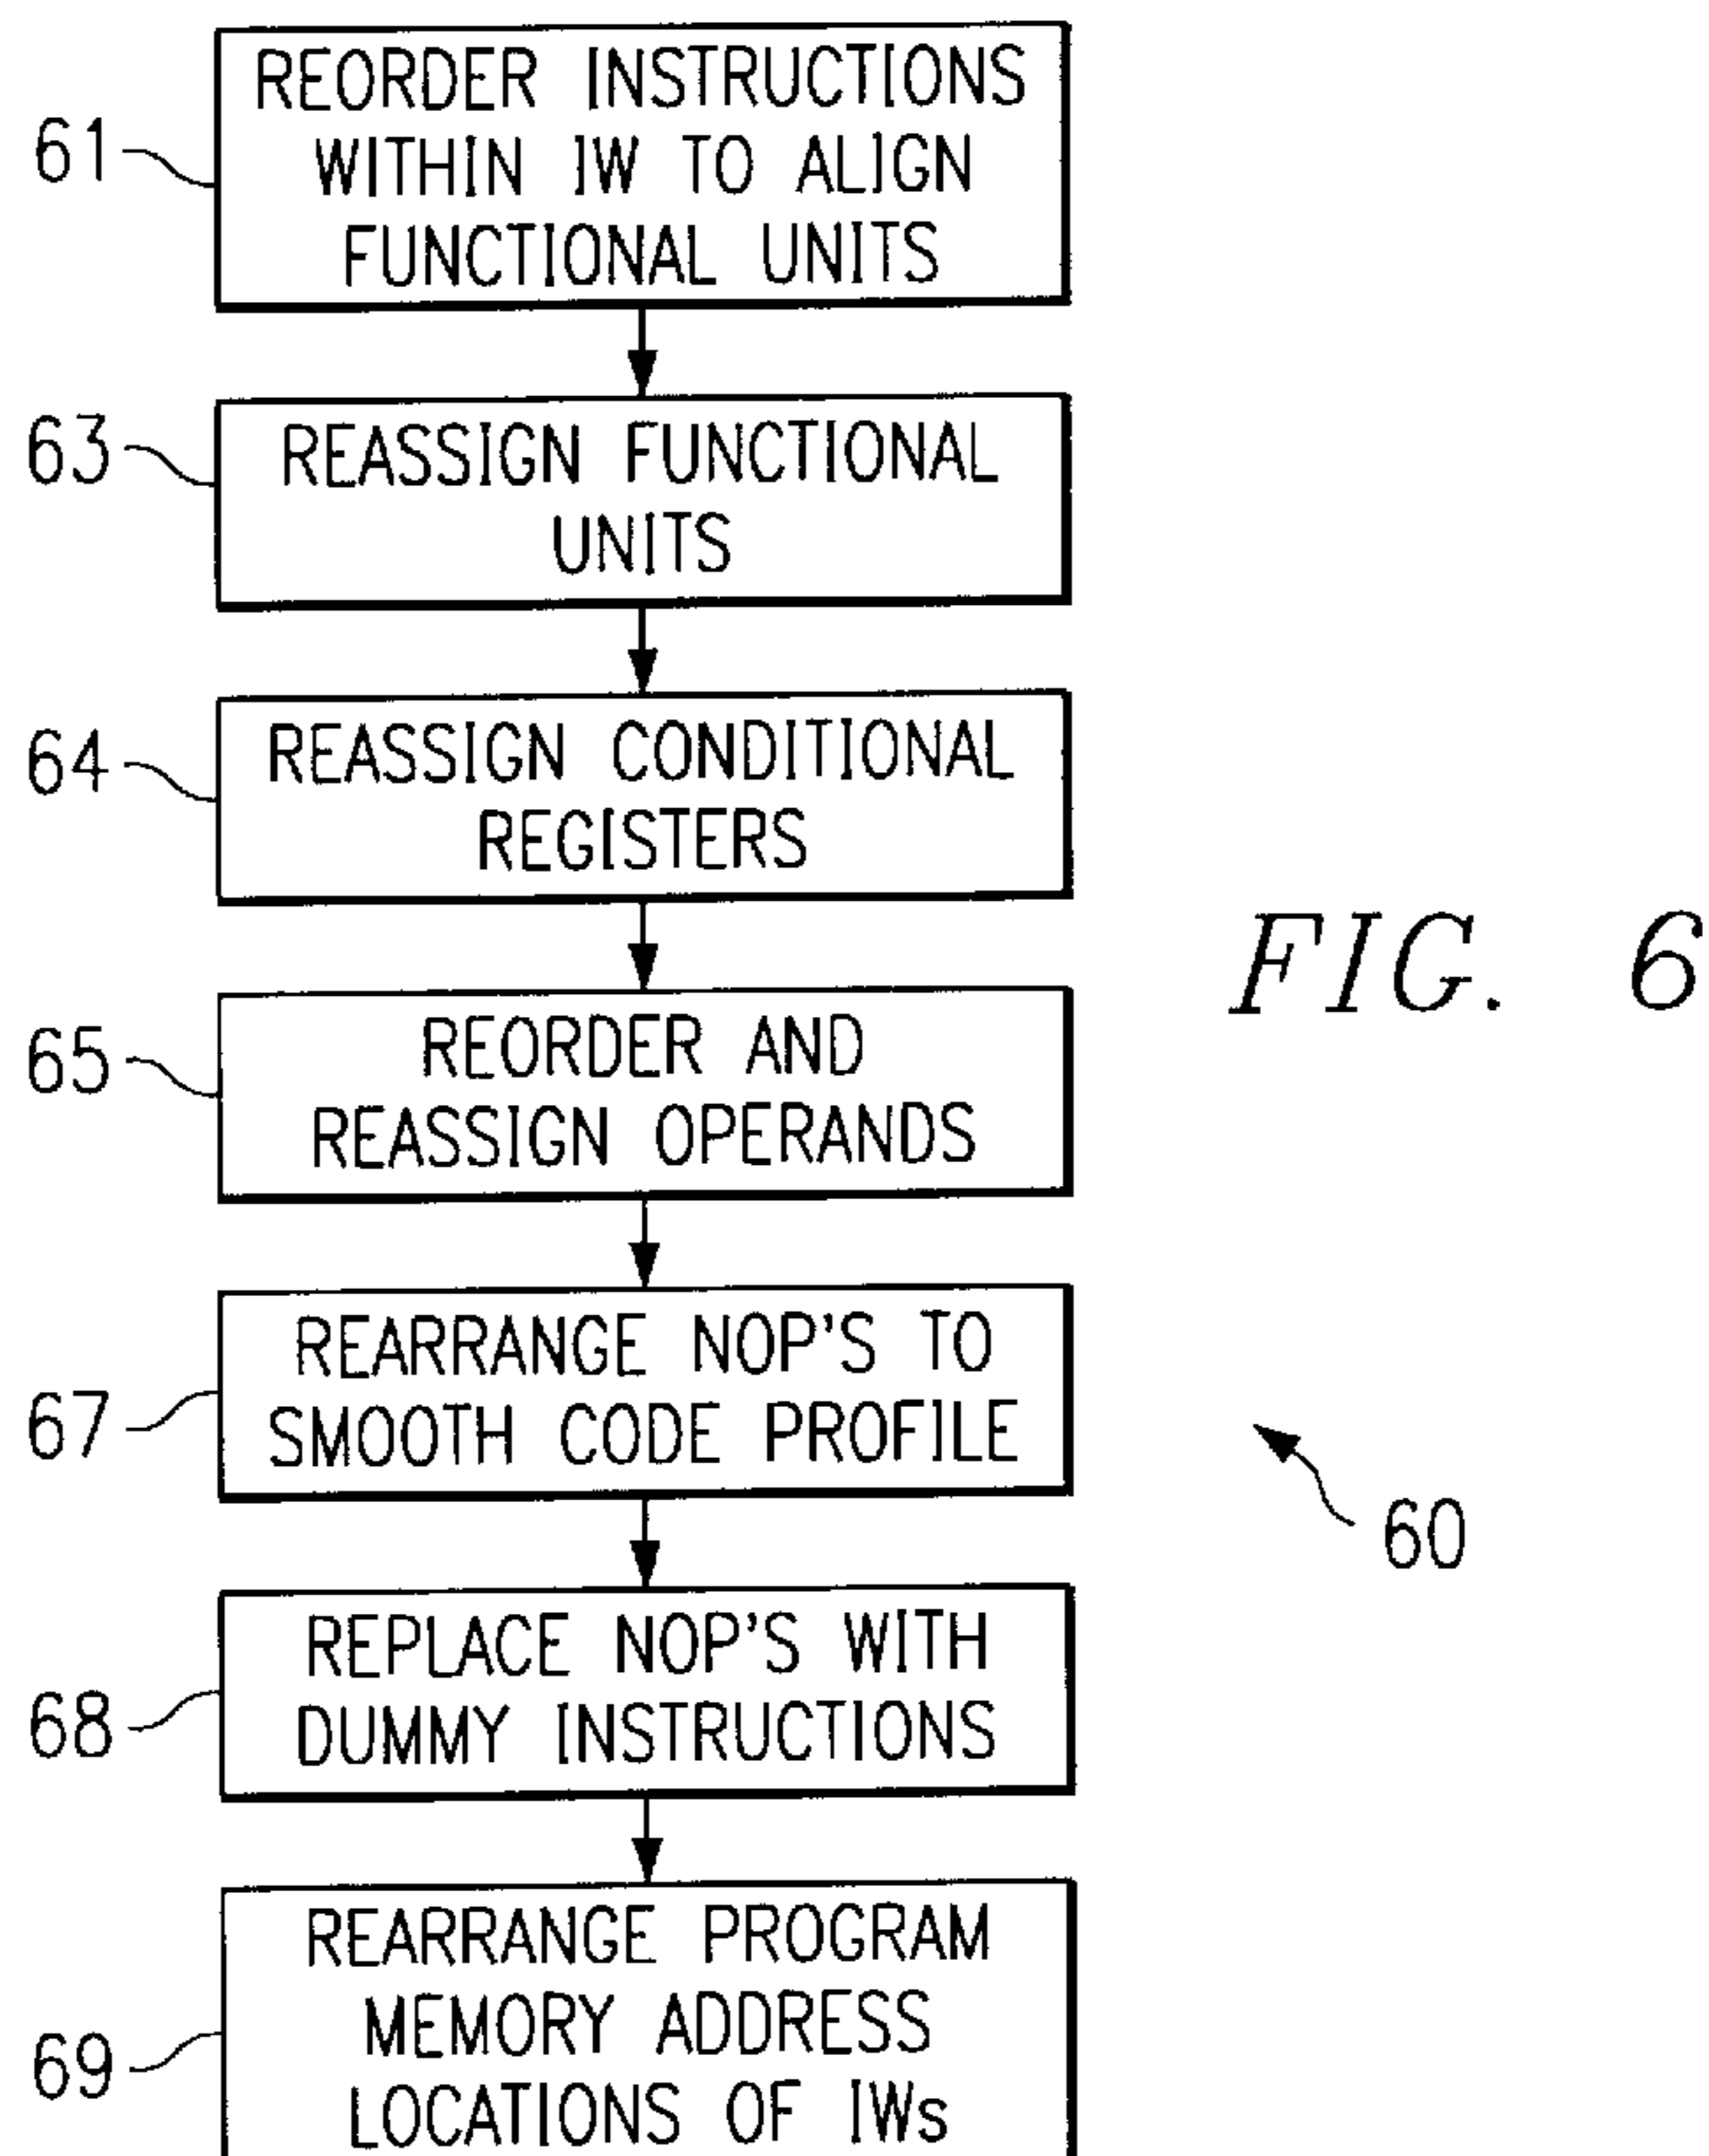 61
REORDER INSTRUCTIONS
WITHIN IW TO ALIGN
FUNCTIONAL UNITS
63
REASSIGN FUNCTIONAL
UNITS
64
REASSIGN CONDITIONAL
REGISTERS
65
REORDER AND
REASSIGN OPERANDS
FIG. 6
67
REARRANGE NOP'S TO
SMOOTH CODE PROFILE
60
68
REPLACE NOP'S WITH
DUMMY INSTRUCTIONS
69
REARRANGE PROGRAM
MEMORY ADDRESS
LOCATIONS OF IWs